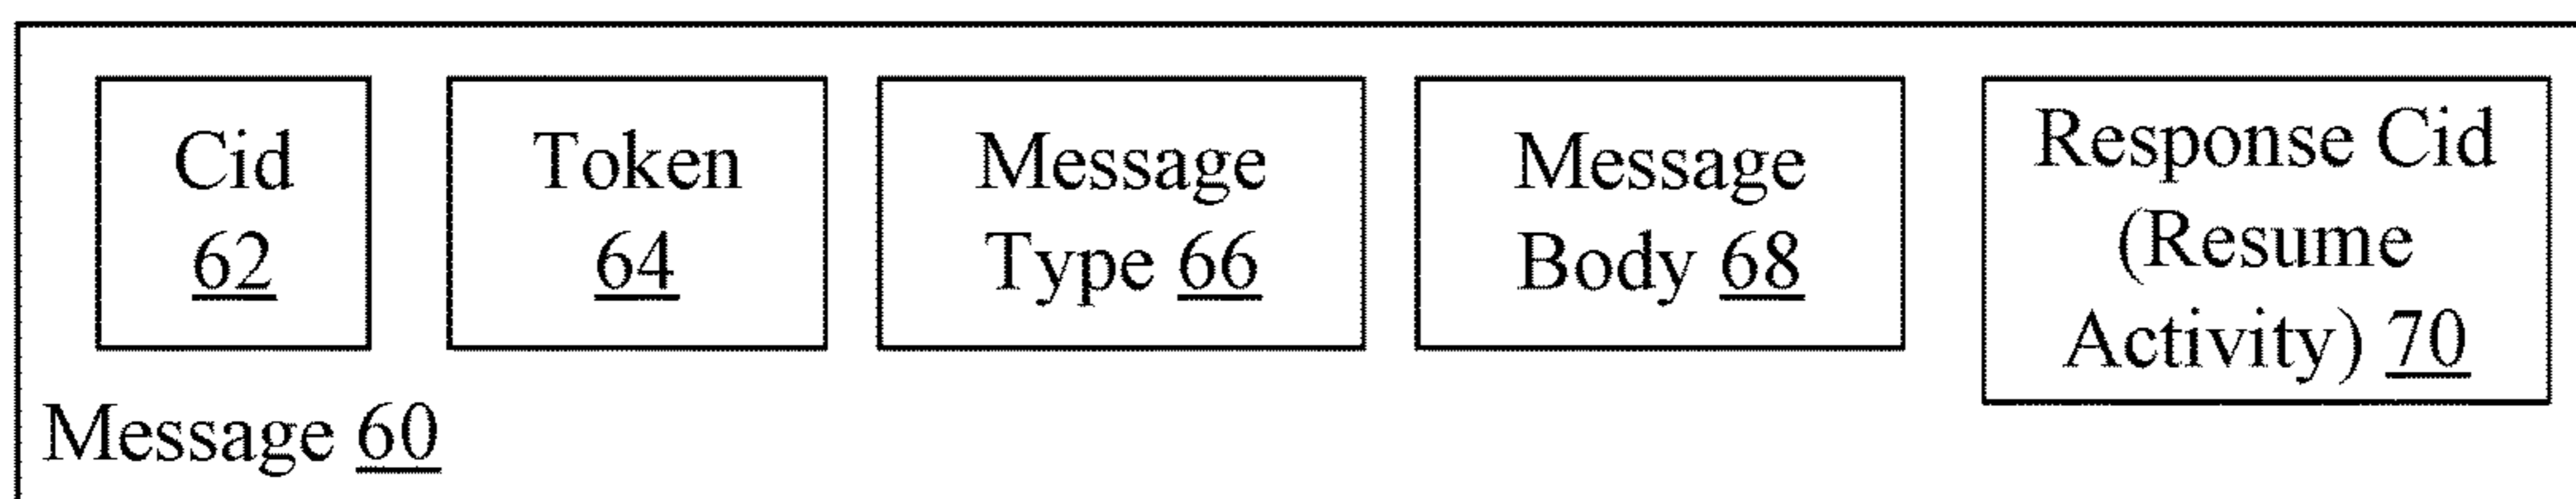 Cid
62
Token
64
Message
Type 66
Message
Body 68
Response Cid
(Resume
Activity) 70
Message 60